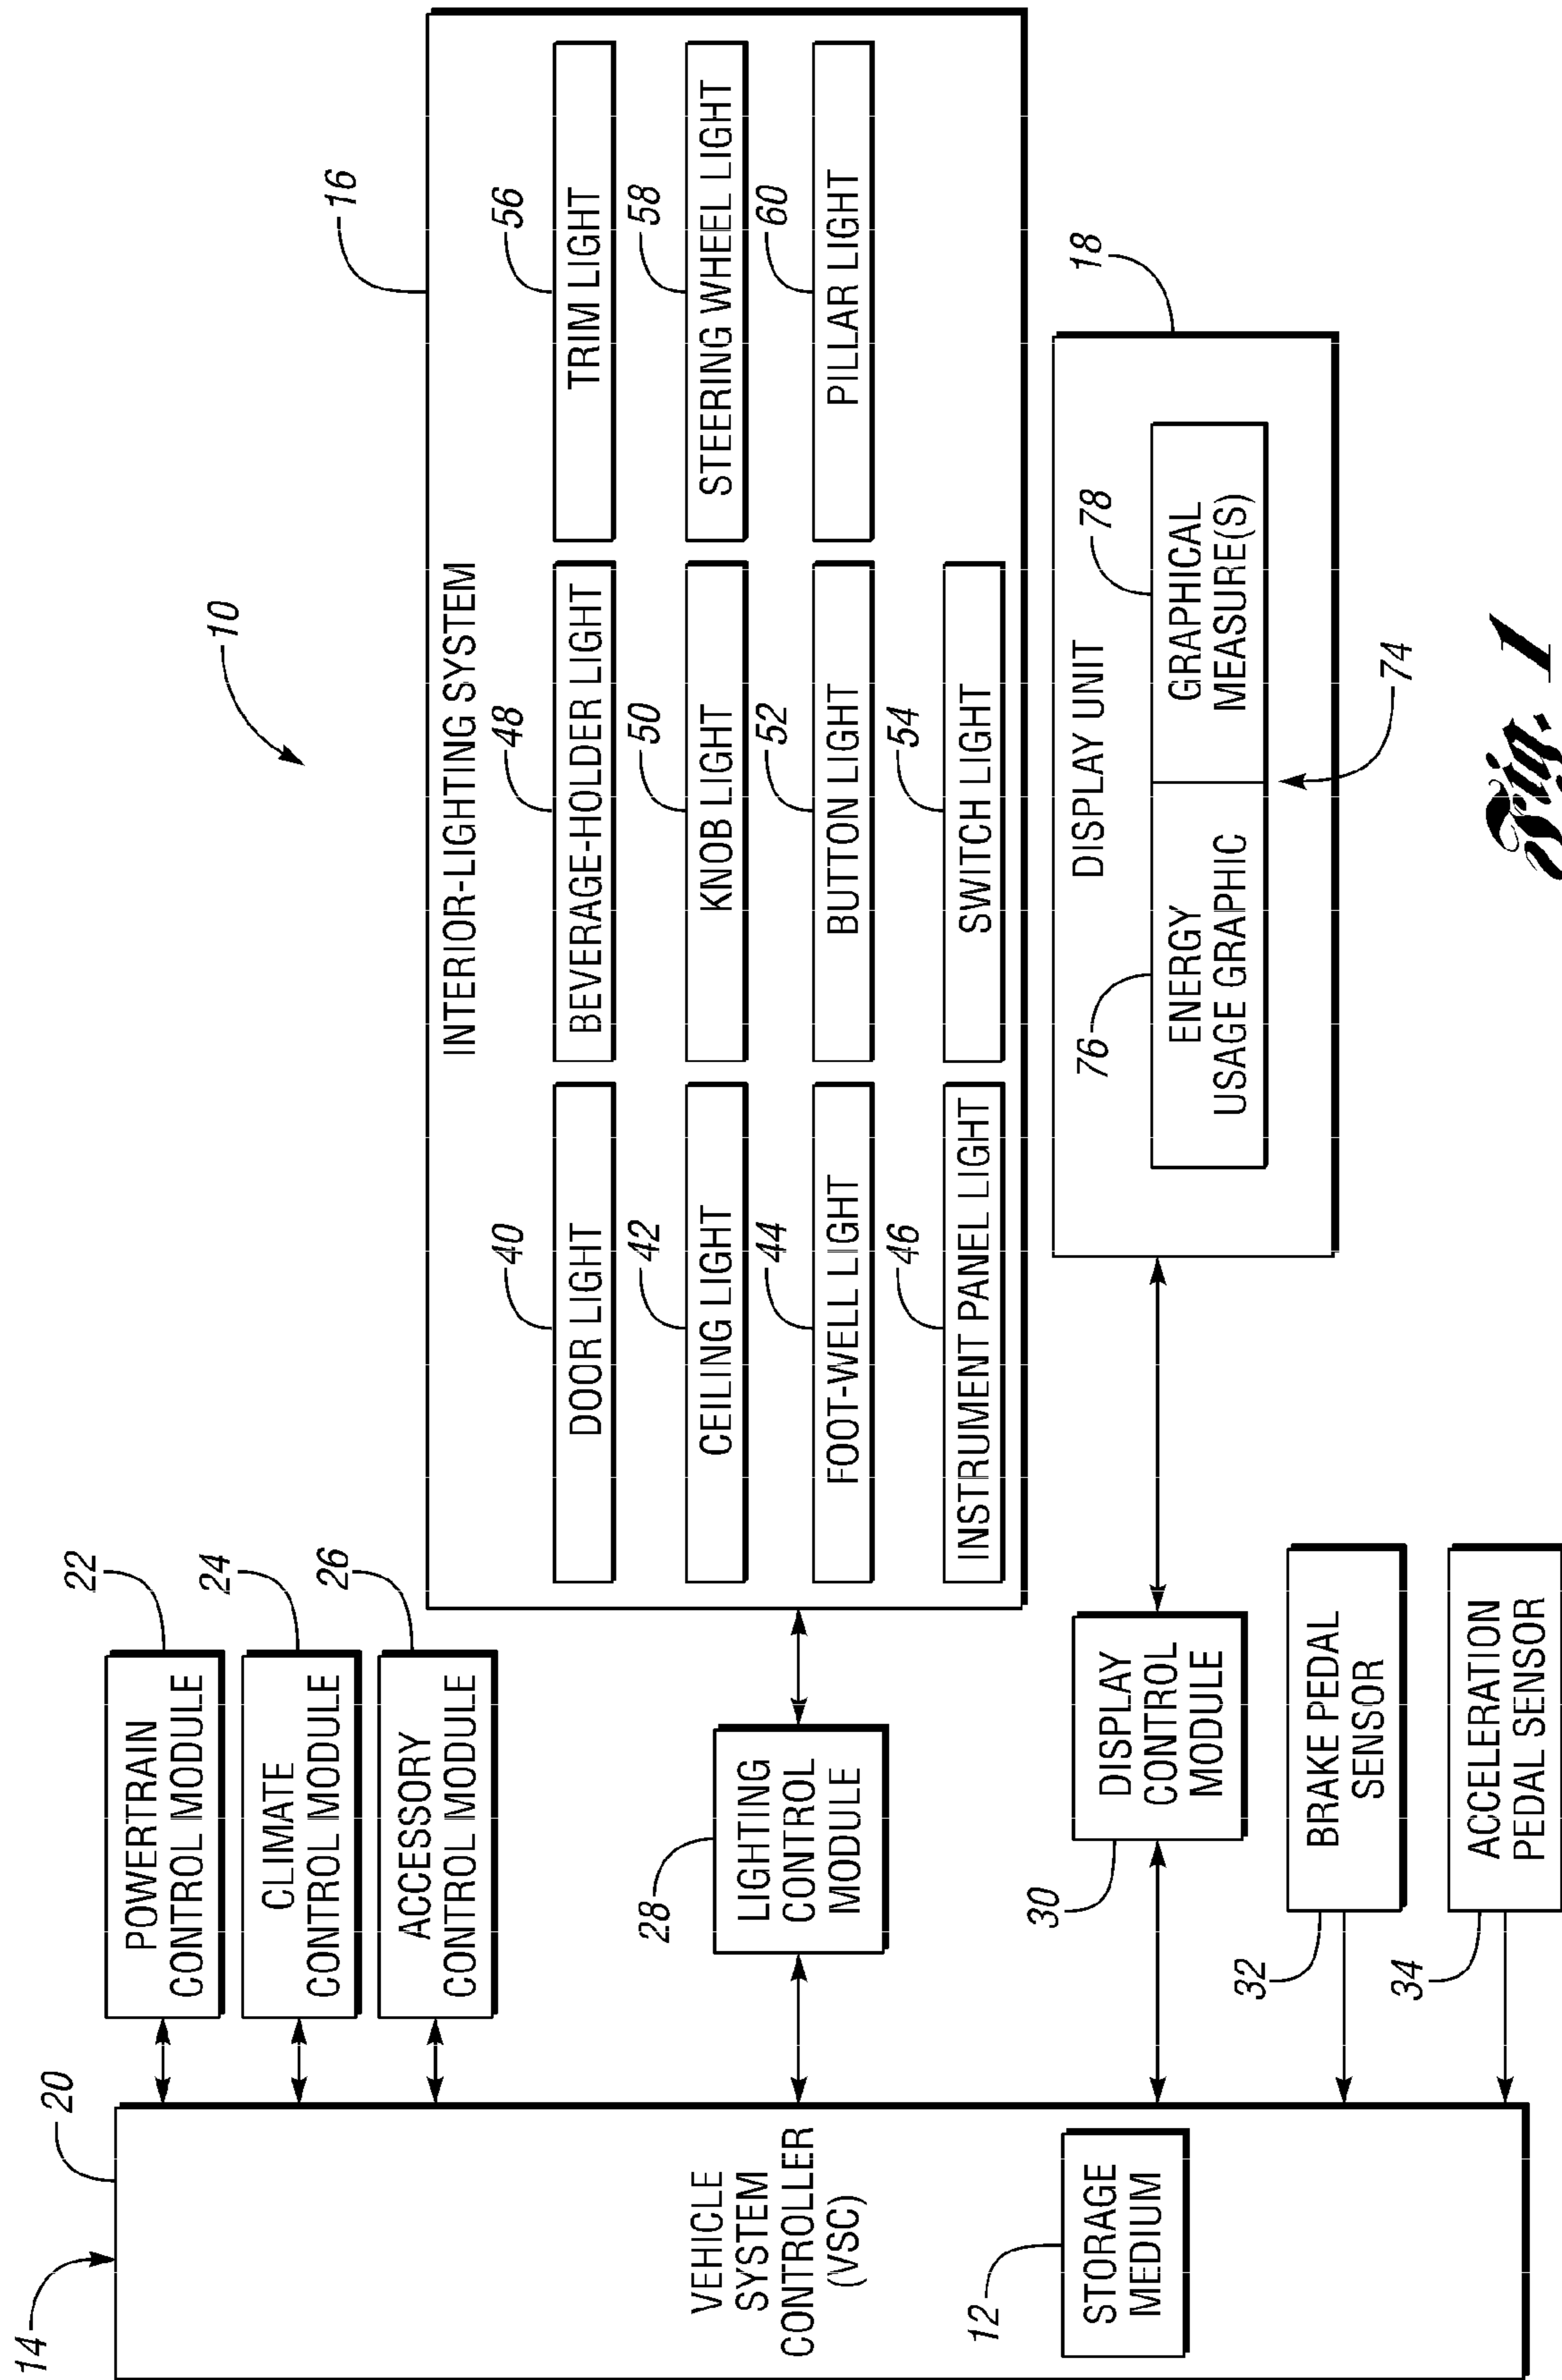 10
14
20
VEHICLE
SYSTEM
CONTROLLER
(VSC)
12
STORAGE
MEDIUM
22
POWERTRAIN
CONTROL MODULE
24
CLIMATE
CONTROL MODULE
26
ACCESSORY
CONTROL MODULE
28
LIGHTING
CONTROL
MODULE
30
DISPLAY
CONTROL
MODULE
32
BRAKE PEDAL
SENSOR
34
ACCELERATION
PEDAL SENSOR
16
INTERIOR-LIGHTING SYSTEM
40
DOOR LIGHT
48
BEVERAGE-HOLDER LIGHT
56
TRIM LIGHT
42
CEILING LIGHT
50
KNOB LIGHT
58
STEERING WHEEL LIGHT
44
FOOT-WELL LIGHT
52
BUTTON LIGHT
60
PILLAR LIGHT
46
INSTRUMENT PANEL LIGHT
54
SWITCH LIGHT
18
DISPLAY UNIT
76
ENERGY
USAGE GRAPHIC
78
GRAPHICAL
MEASURE(S)
74
Fig. 1